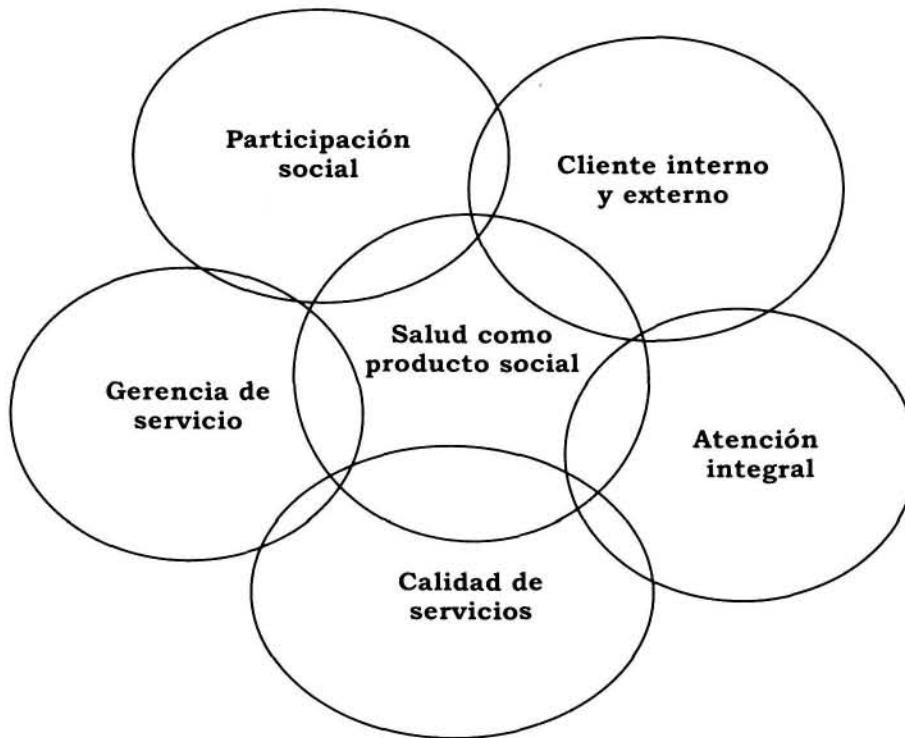 Participación
social
Cliente interno
y externo
Salud como
producto social
Gerencia de
servicio
Atención
integral
Calidad de
servicios